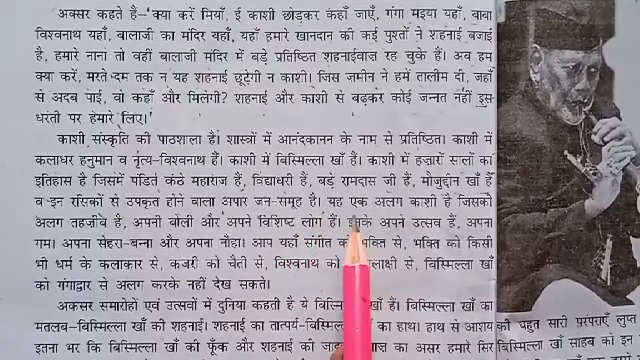 अक्सर कहते हैं–'क्या करें मियाँ, ई काशी छोड़कर कहाँ जाएँ, गंगा मइया यहाँ, बाबा
विश्वनाथ यहाँ, बालाजी का मंदिर यहाँ, यहाँ हमारे खानदान की कई पुश्तों ने शहनाई बजाई
है, हमारे नाना तो वहीं बालाजी मंदिर में बड़े प्रतिष्ठित शहनाईवाज़ रह चुके हैं। अब हम
क्या करें, मरते दम तक न यह शहनाई छूटेगी न काशी। जिस ज़मीन ने हमें तालीम दी, जहाँ
से अदब पाई, वो कहाँ और मिलेगी? शहनाई और काशी से बढ़कर कोई जन्नत नहीं इस
धरती पर हमारे लिए।'
काशी संस्कृति की पाठशाला है। शास्त्रों में आनंदकानन के नाम से प्रतिष्ठित। काशी में
कलाधर हनुमान व नृत्य-विश्वनाथ हैं। काशी में बिस्मिल्ला खाँ हैं। काशी में हज़ारों सालों का
इतिहास है जिसमें पंडित कंठे महाराज हैं, विद्याधरी हैं, बड़े रामदास जी हैं, मौजुद्दीन खाँ हैं
व इन रसिकों से उपकृत होने वाला अपार जन-समूह है। यह एक अलग काशी है जिसकी
अलग तहज़ीब है, अपनी बोली और अपने विशिष्ट लोग हैं। इनके अपने उत्सव हैं, अपना
गम। अपना सेहरा-बन्ना और अपना नौहा। आप यहाँ संगीत को भक्ति से, भक्ति को किसी
भी धर्म के कलाकार से, कजरी को चैती से, विश्वनाथ को लाक्षी से, बिस्मिल्ला खाँ
को गंगाद्वार से अलग करके नहीं देख सकते।
अकसर समारोहों एवं उत्सवों में दुनिया कहती है ये बिस्मि खाँ हैं। बिस्मिल्ला खाँ का
मतलब–बिस्मिल्ला खाँ की शहनाई। शहनाई का तात्पर्य–बिस्मि खाँ का हाथ। हाथ से आशय की बहुत सारी परंपराएँ लुप्त
इतना भर कि बिस्मिल्ला खाँ की फूँक और शहनाई की का असर हमारे सिर बिस्मिल्ला खाँ साहब को इन